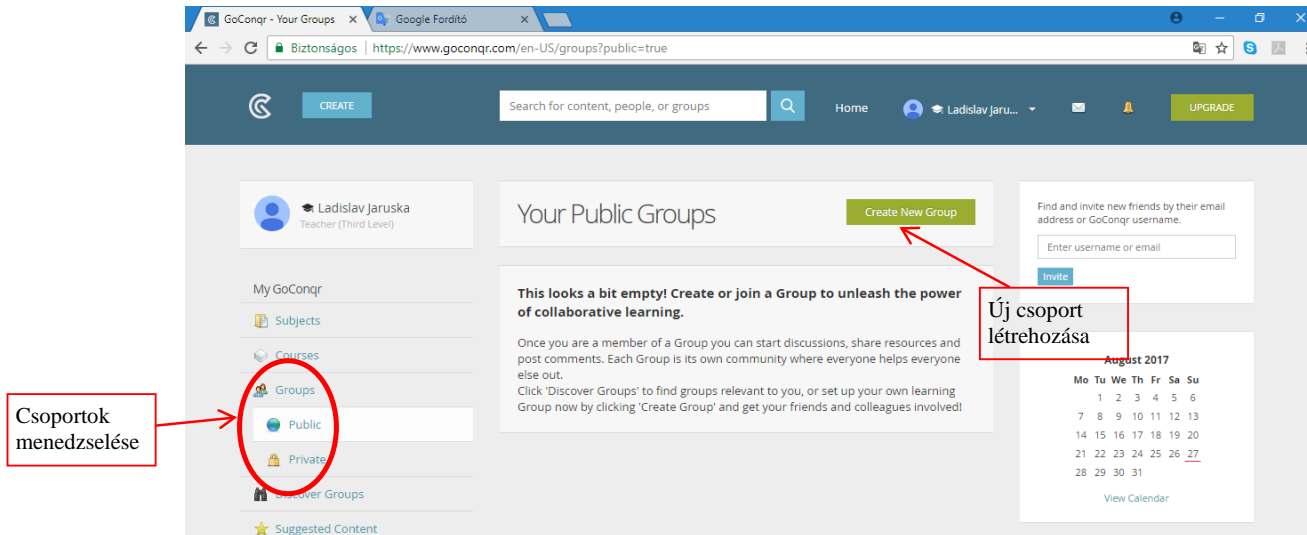 GoConqr - Your Groups
Google Fordító
Biztonságos | https://www.goconqr.com/en-US/groups?public=true
CREATE
Search for content, people, or groups
Home
Ladislav Jaru...
UPGRADE
Ladislav Jaruska
Teacher (Third Level)
My GoConqr
Subjects
Courses
Groups
Public
Private
Discover Groups
Suggested Content
Csoportok
menedzselése
Your Public Groups
Create New Group
This looks a bit empty! Create or join a Group to unleash the power
of collaborative learning.
Once you are a member of a Group you can start discussions, share resources and
post comments. Each Group is its own community where everyone helps everyone
else out.
Click 'Discover Groups' to find groups relevant to you, or set up your own learning
Group now by clicking 'Create Group' and get your friends and colleagues involved!
Új csoport
létrehozása
Find and invite new friends by their email
address or GoConqr username.
Enter username or email
Invite
August 2017
Mo Tu We Th Fr Sa Su
1 2 3 4 5 6
7 8 9 10 11 12 13
14 15 16 17 18 19 20
21 22 23 24 25 26 27
28 29 30 31
View Calendar